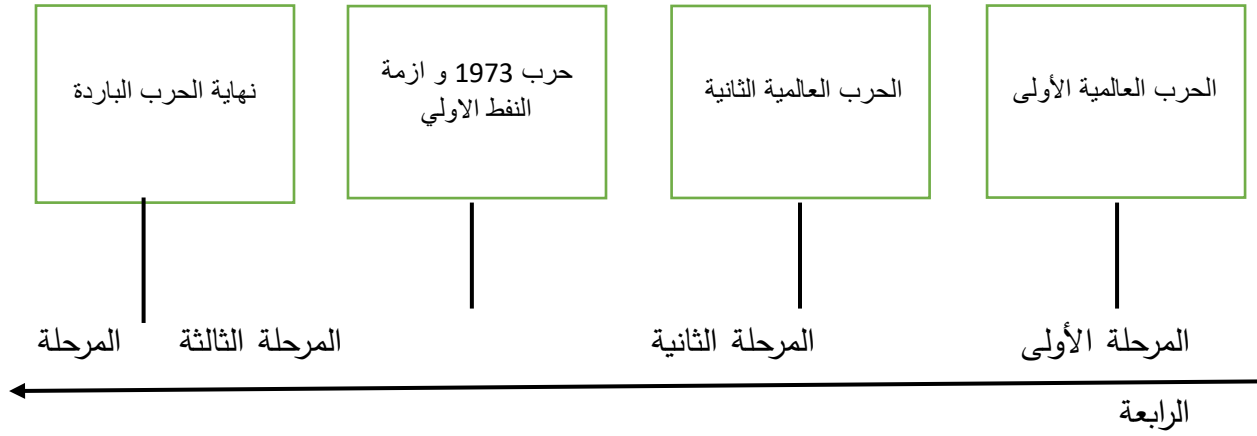 الحرب العالمية الأولى
الحرب العالمية الثانية
حرب 1973 و ازمة
النفط الاولي
نهاية الحرب الباردة
المرحلة الأولى
المرحلة الثانية
المرحلة الثالثة
المرحلة
الرابعة